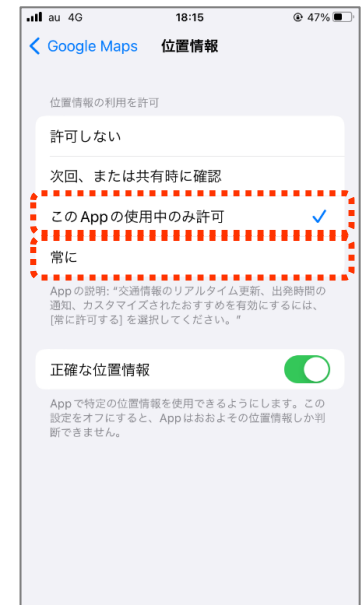 au 4G 18:15 47%
Google Maps 位置情報
位置情報の利用を許可
許可しない
次回、または共有時に確認
このAppの使用中のみ許可
常に
Appの説明: “交通情報のリアルタイム更新、出発時間の
通知、カスタマイズされたおすすめを有効にするには、
[常に許可する] を選択してください。”
正確な位置情報
Appで特定の位置情報を使用できるようにします。この
設定をオフにすると、Appはおおよその位置情報しか判
断できません。